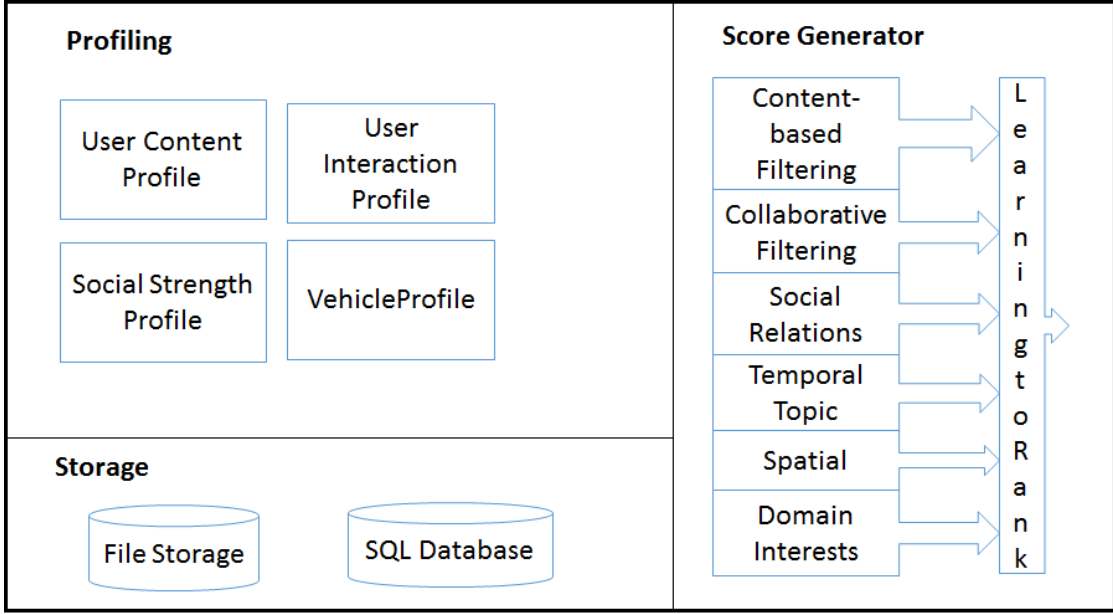 Profiling
User Content
Profile
User
Interaction
Profile
Social Strength
Profile
VehicleProfile
Storage
File Storage
SQL Database
Score Generator
Content-
based
Filtering
Collaborative
Filtering
Social
Relations
Temporal
Topic
Spatial
Domain
Interests
L
e
a
r
n
i
n
g
t
o
R
a
n
k